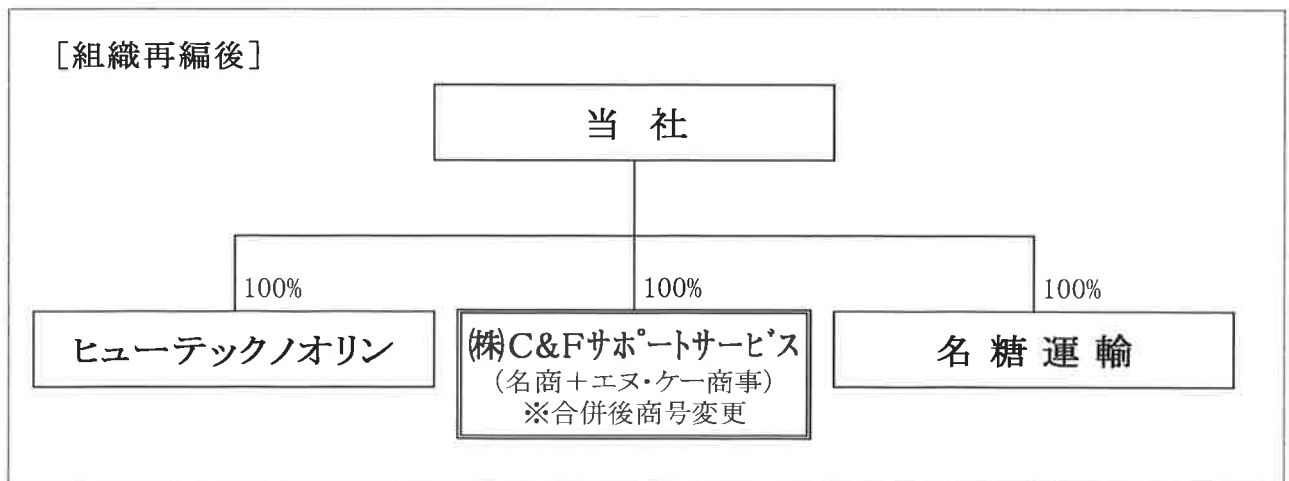 [組織再編後]
当 社
100%
100%
100%
ヒューテックノオリン
㈱C&Fサポートサービス
(名商+エヌ・ケー商事)
※合併後商号変更
名 糖 運 輸